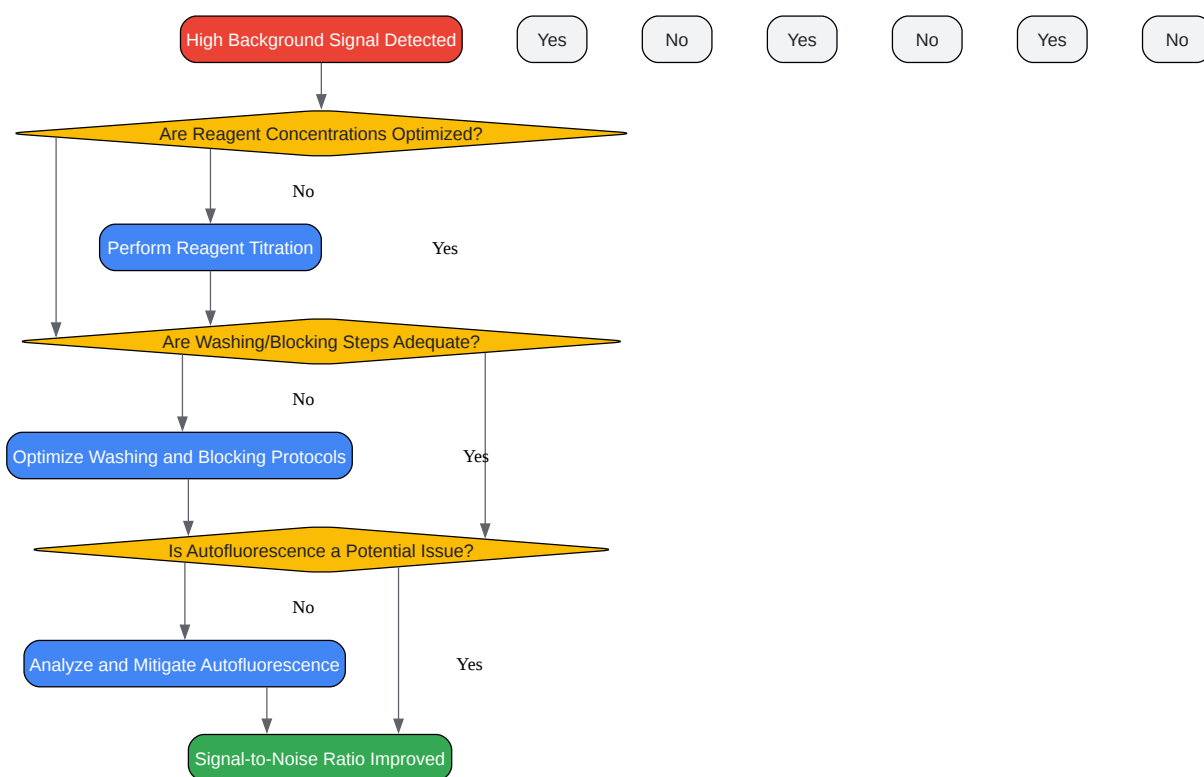 High Background Signal Detected
Yes
No
Yes
No
Yes
No
Are Reagent Concentrations Optimized?
No
Perform Reagent Titration
Yes
Are Washing/Blocking Steps Adequate?
No
Optimize Washing and Blocking Protocols
Yes
Is Autofluorescence a Potential Issue?
No
Analyze and Mitigate Autofluorescence
Yes
Signal-to-Noise Ratio Improved